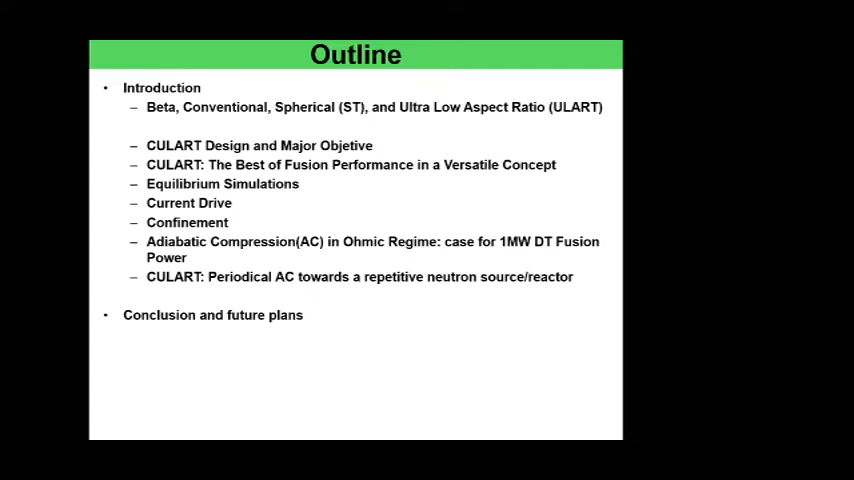 Outline
• Introduction
– Beta, Conventional, Spherical (ST), and Ultra Low Aspect Ratio (ULART)
– CULART Design and Major Objetive
– CULART: The Best of Fusion Performance in a Versatile Concept
– Equilibrium Simulations
– Current Drive
– Confinement
– Adiabatic Compression(AC) in Ohmic Regime: case for 1MW DT Fusion
Power
– CULART: Periodical AC towards a repetitive neutron source/reactor
• Conclusion and future plans